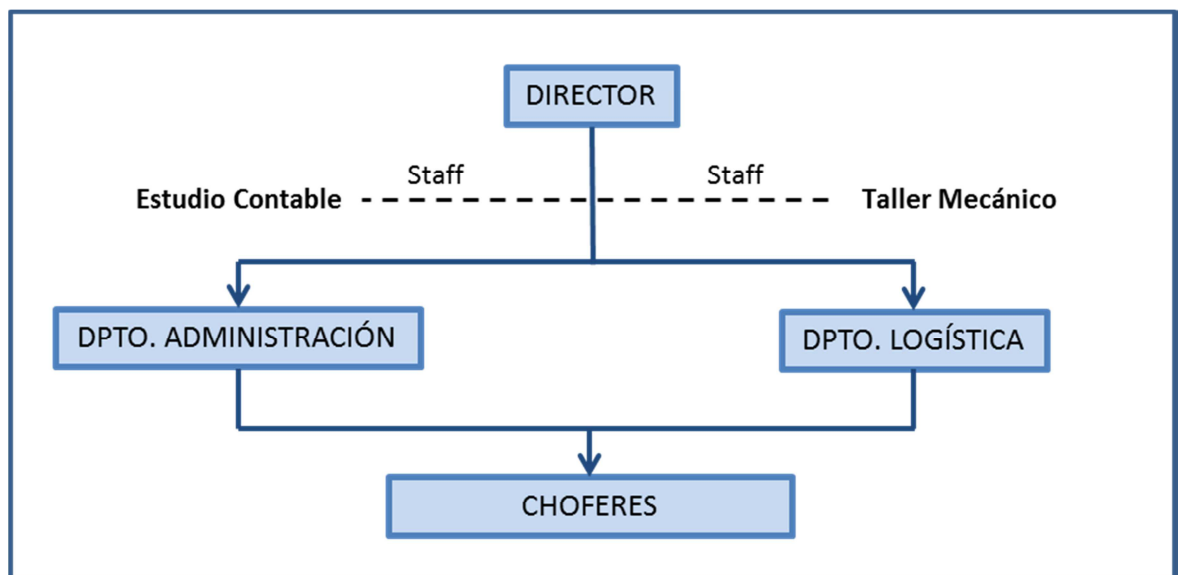 DIRECTOR
Staff
Staff
Estudio Contable
Taller Mecánico
DPTO. ADMINISTRACIÓN
DPTO. LOGÍSTICA
CHOFERES